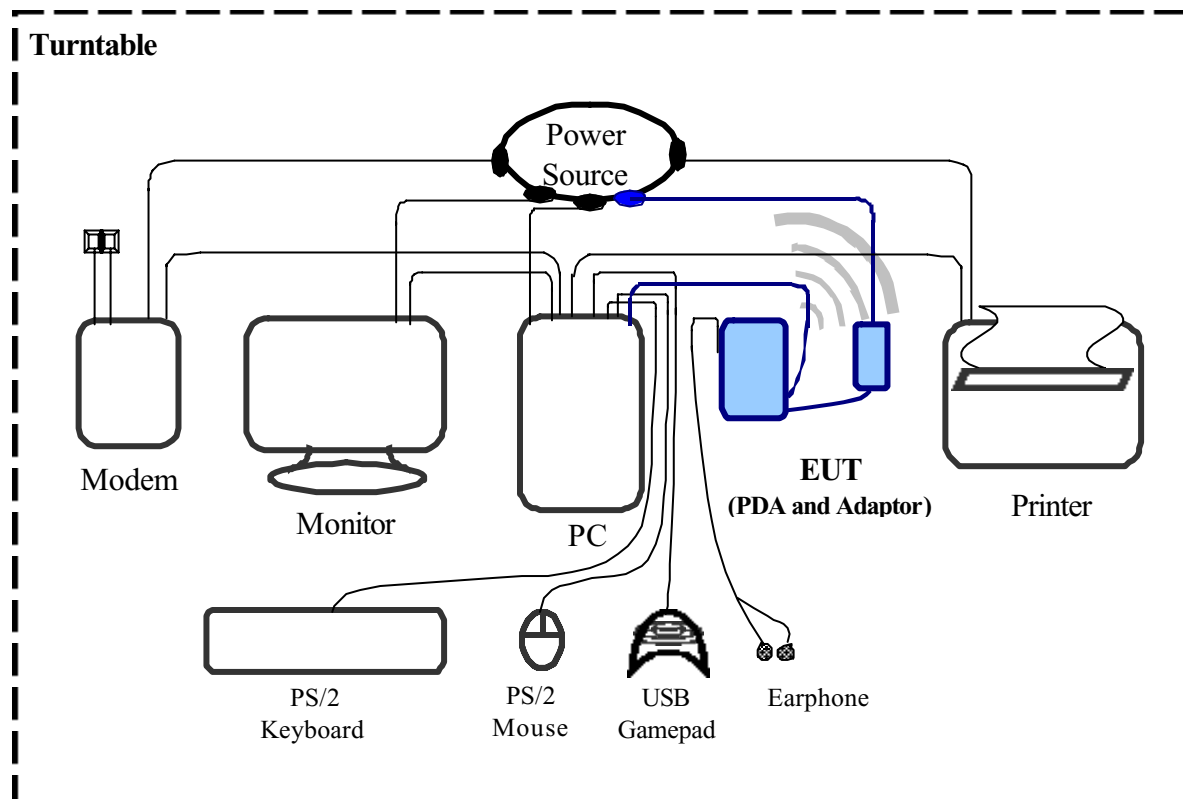 Turntable
Power
Source
Modem
Monitor
PC
EUT
(PDA and Adaptor)
Printer
PS/2
Keyboard
PS/2
Mouse
USB
Gamepad
Earphone